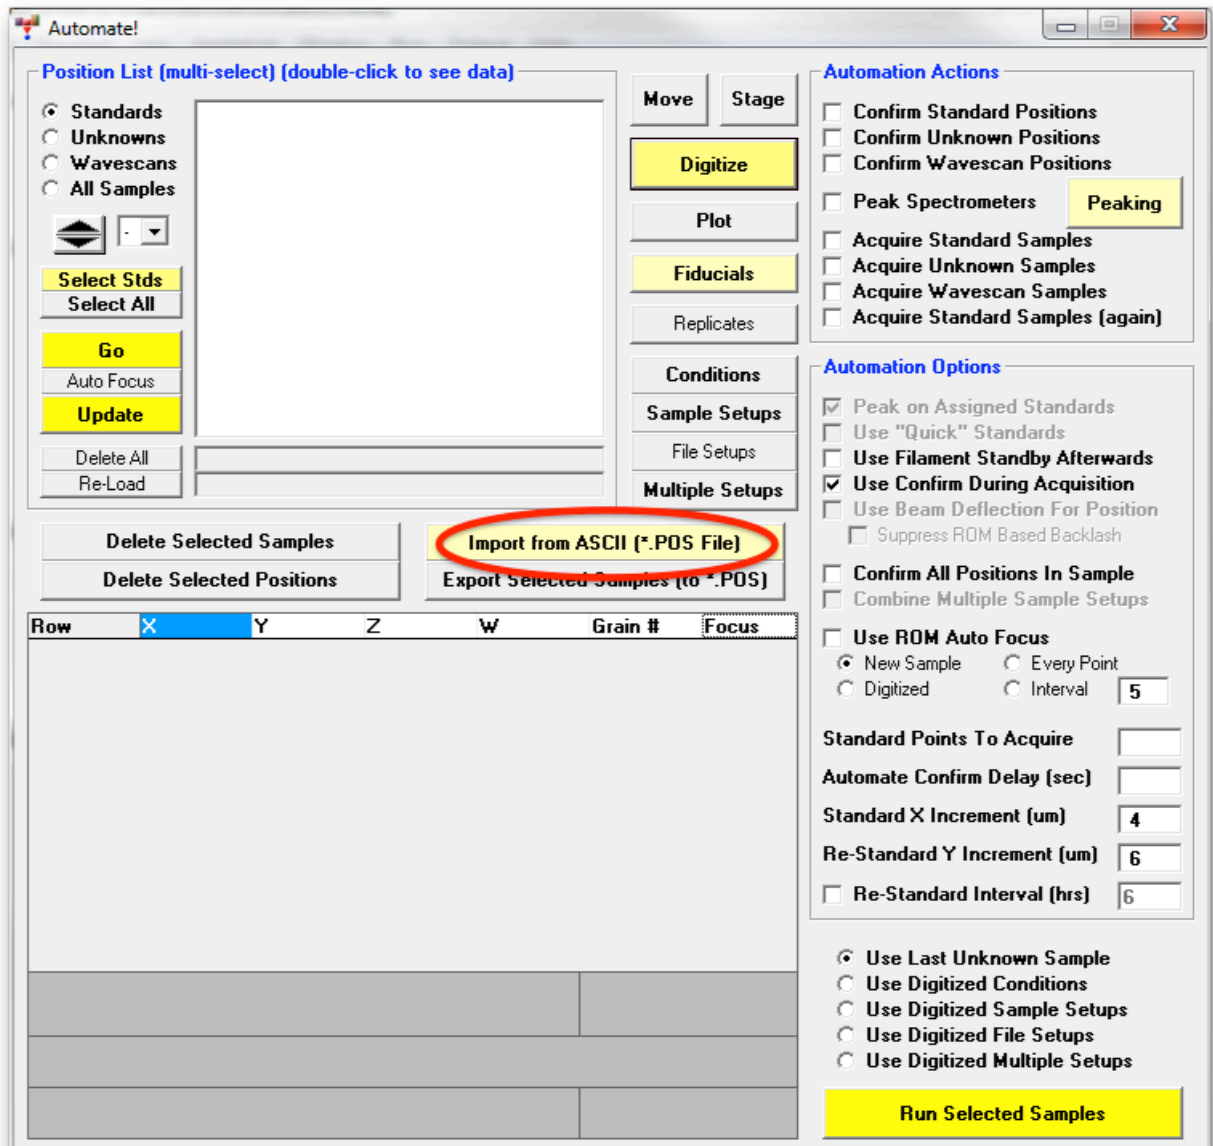 Automate!
Position List (multi-select) (double-click to see data)
Standards
Unknowns
Wavescans
All Samples
-
Select Stds
Select All
Go
Auto Focus
Update
Delete All
Re-Load
Move
Stage
Digitize
Plot
Fiducials
Replicates
Conditions
Sample Setups
File Setups
Multiple Setups
Delete Selected Samples
Import from ASCII (*.POS File)
Delete Selected Positions
Export Selected Samples (to *.POS)
Row X Y Z W Grain # Focus
Automation Actions
Confirm Standard Positions
Confirm Unknown Positions
Confirm Wavescan Positions
Peak Spectrometers
Peaking
Acquire Standard Samples
Acquire Unknown Samples
Acquire Wavescan Samples
Acquire Standard Samples (again)
Automation Options
Peak on Assigned Standards
Use "Quick" Standards
Use Filament Standby Afterwards
Use Confirm During Acquisition
Use Beam Deflection For Position
Suppress ROM Based Backlash
Confirm All Positions In Sample
Combine Multiple Sample Setups
Use ROM Auto Focus
New Sample Every Point
Digitized Interval 5
Standard Points To Acquire
Automate Confirm Delay (sec)
Standard X Increment (um) 4
Re-Standard Y Increment (um) 6
Re-Standard Interval (hrs) 6
Use Last Unknown Sample
Use Digitized Conditions
Use Digitized Sample Setups
Use Digitized File Setups
Use Digitized Multiple Setups
Run Selected Samples